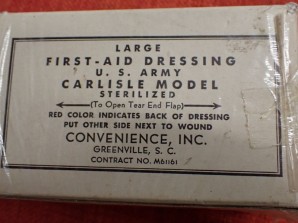 LARGE
FIRST-AID DRESSING
U. S. ARMY
CARLISLE MODEL
STERILIZED
(To Open Tear End Flap)
RED COLOR INDICATES BACK OF DRESSING
PUT OTHER SIDE NEXT TO WOUND
CONVENIENCE, INC.
GREENVILLE, S. C.
CONTRACT NO. M61161